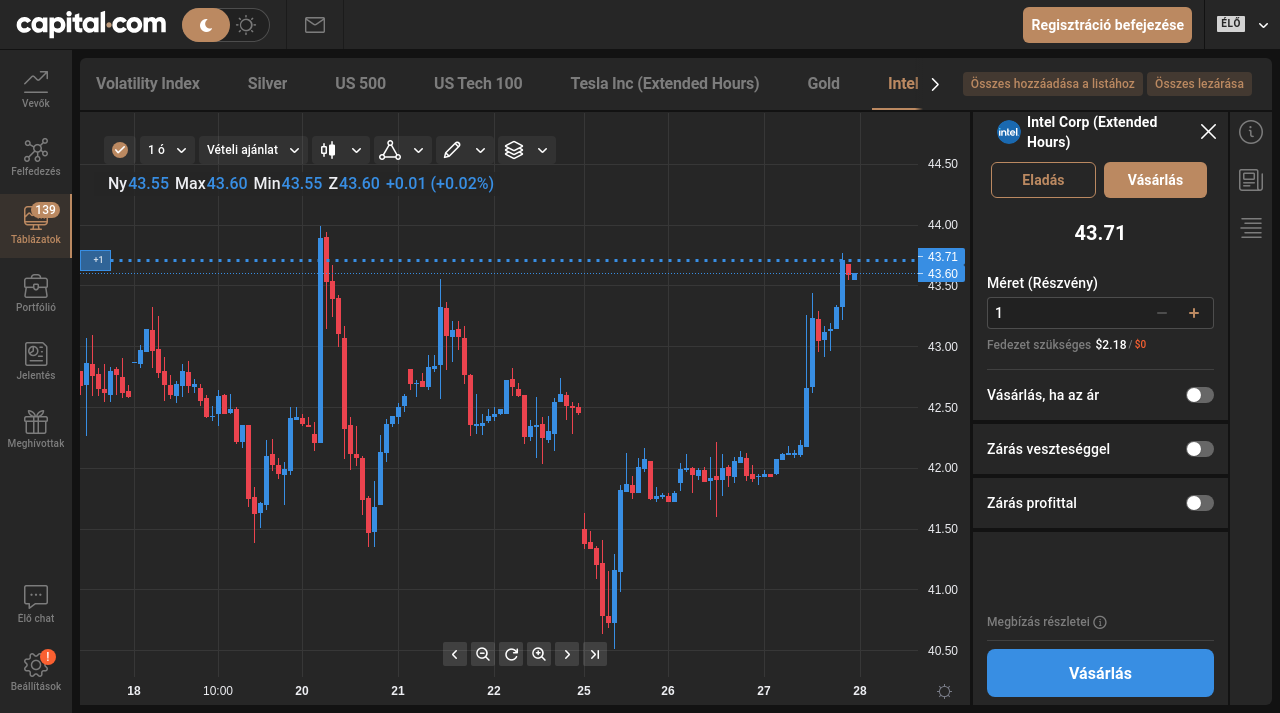 capital.com
Regisztráció befejezése
ÉLŐ
Vevők
Felfedezés
139
Táblázatok
Portfólió
Jelentés
Meghívottak
Elő chat
!
Beállítások
Volatility Index
Silver
US 500
US Tech 100
Tesla Inc (Extended Hours)
Gold
Intel
Összes hozzáadása a listához
Összes lezárása
1 ó
Vételi ajánlat
Ny43.55 Max43.60 Min43.55 Z43.60 +0.01 (+0.02%)
+1
44.50
44.00
43.71
43.60
43.50
43.00
42.50
42.00
41.50
41.00
40.50
18
10:00
20
21
22
25
26
27
28
intel
Intel Corp (Extended
Hours)
Eladás
Vásárlás
43.71
Méret (Részvény)
1
Fedezet szükséges $2.18 / $0
Vásárlás, ha az ár
Zárás veszteséggel
Zárás profittal
Megbízás részletei
Vásárlás